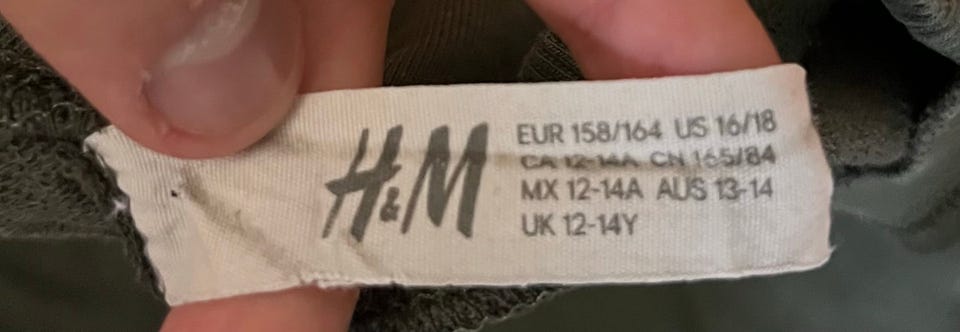 H&M
EUR 158/164 US 16/18
CA 12-14A CN 165/84
MX 12-14A AUS 13-14
UK 12-14Y